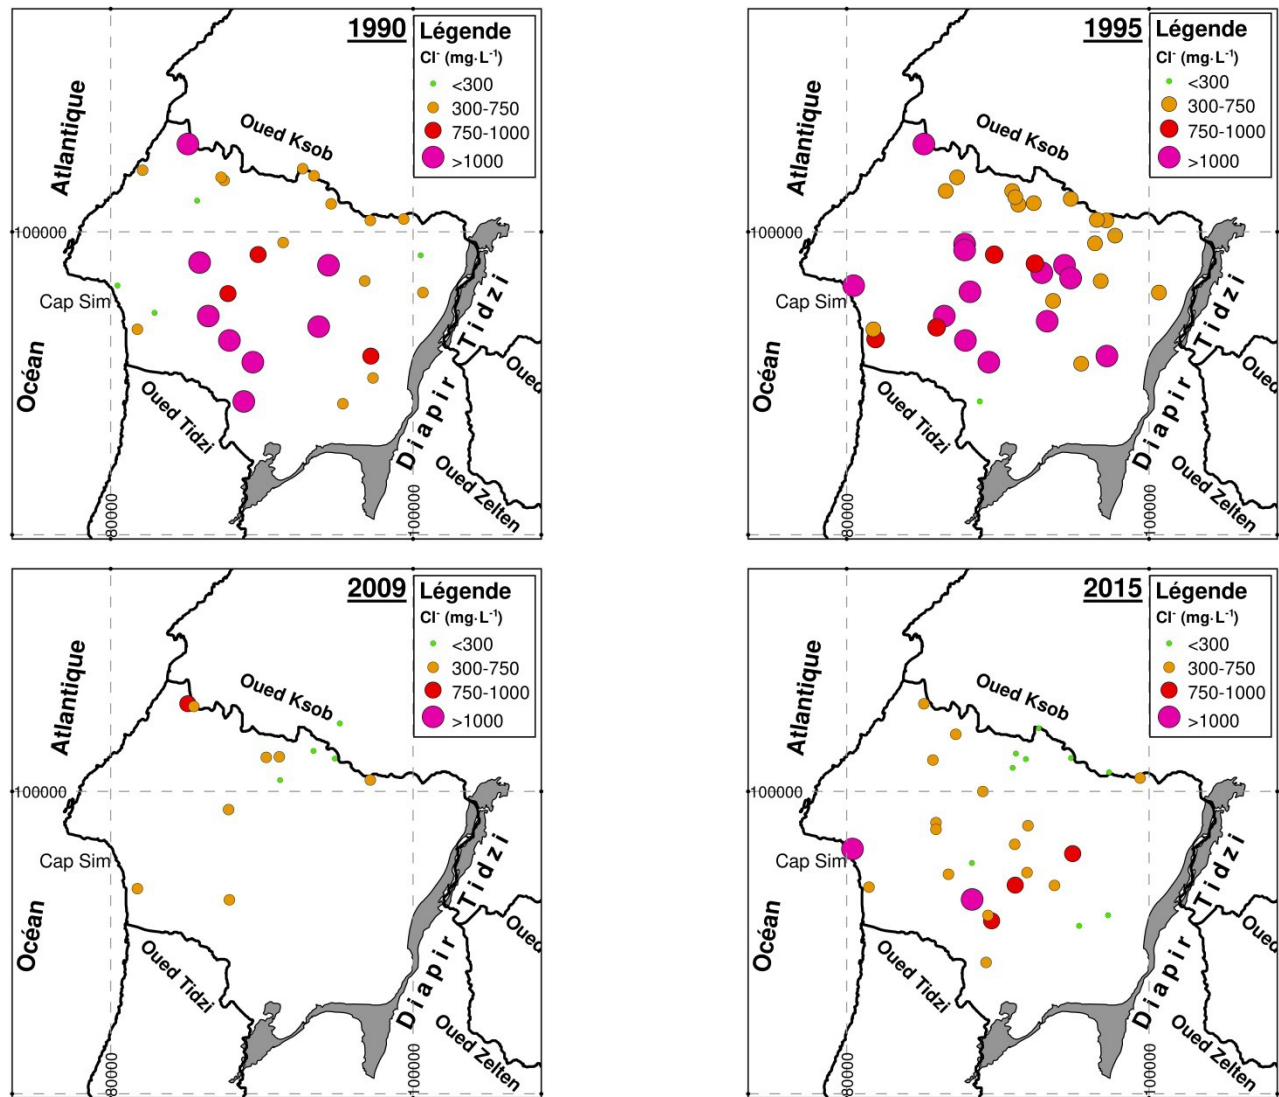 1990
Légende
Cl⁻ (mg·L⁻¹)
<300
300-750
750-1000
>1000
Atlantique
Oued Ksob
100000
Cap Sim
Océan
Oued Tidzi
Diapir Tidzi
Oued
Oued Zelten
80000
100000
1995
Légende
Cl⁻ (mg·L⁻¹)
<300
300-750
750-1000
>1000
Atlantique
Oued Ksob
100000
Cap Sim
Océan
Oued Tidzi
Diapir Tidzi
Oued
Oued Zelten
80000
100000
2009
Légende
Cl⁻ (mg·L⁻¹)
<300
300-750
750-1000
>1000
Atlantique
Oued Ksob
100000
Cap Sim
Océan
Oued Tidzi
Diapir Tidzi
Oued
Oued Zelten
80000
100000
2015
Légende
Cl⁻ (mg·L⁻¹)
<300
300-750
750-1000
>1000
Atlantique
Oued Ksob
100000
Cap Sim
Océan
Oued Tidzi
Diapir Tidzi
Oued
Oued Zelten
80000
100000